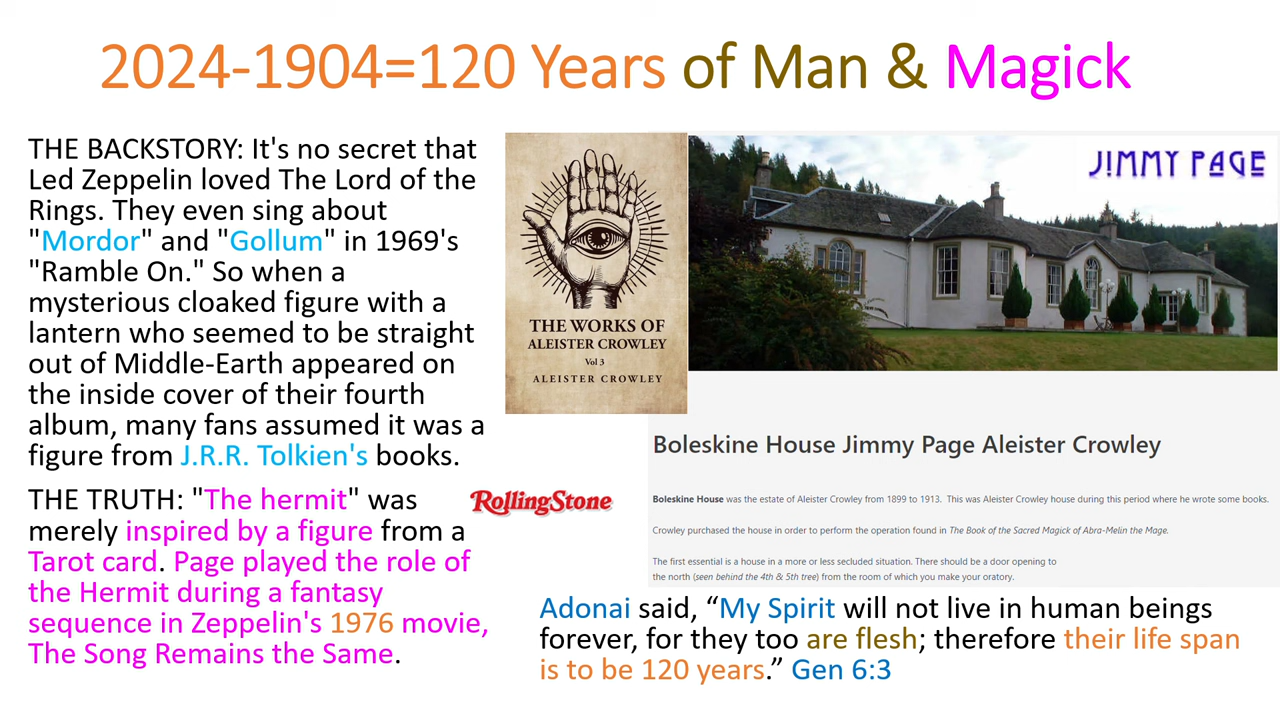 2024-1904=120 Years of Man & Magick
THE BACKSTORY: It's no secret that
Led Zeppelin loved The Lord of the
Rings. They even sing about
"Mordor" and "Gollum" in 1969's
"Ramble On." So when a
mysterious cloaked figure with a
lantern who seemed to be straight
out of Middle-Earth appeared on
the inside cover of their fourth
album, many fans assumed it was a
figure from J.R.R. Tolkien's books.
THE TRUTH: "The hermit" was
merely inspired by a figure from a
Tarot card. Page played the role of
the Hermit during a fantasy
sequence in Zeppelin's 1976 movie,
The Song Remains the Same.
RollingStone
THE WORKS OF
ALEISTER CROWLEY
Vol 3
ALEISTER CROWLEY
JIMMY PAGE
Boleskine House Jimmy Page Aleister Crowley
Boleskine House was the estate of Aleister Crowley from 1899 to 1913. This was Aleister Crowley house during this period where he wrote some books.
Crowley purchased the house in order to perform the operation found in The Book of the Sacred Magick of Abra-Melin the Mage.
The first essential is a house in a more or less secluded situation. There should be a door opening to
the north (seen behind the 4th & 5th tree) from the room of which you make your oratory.
Adonai said, “My Spirit will not live in human beings
forever, for they too are flesh; therefore their life span
is to be 120 years.” Gen 6:3